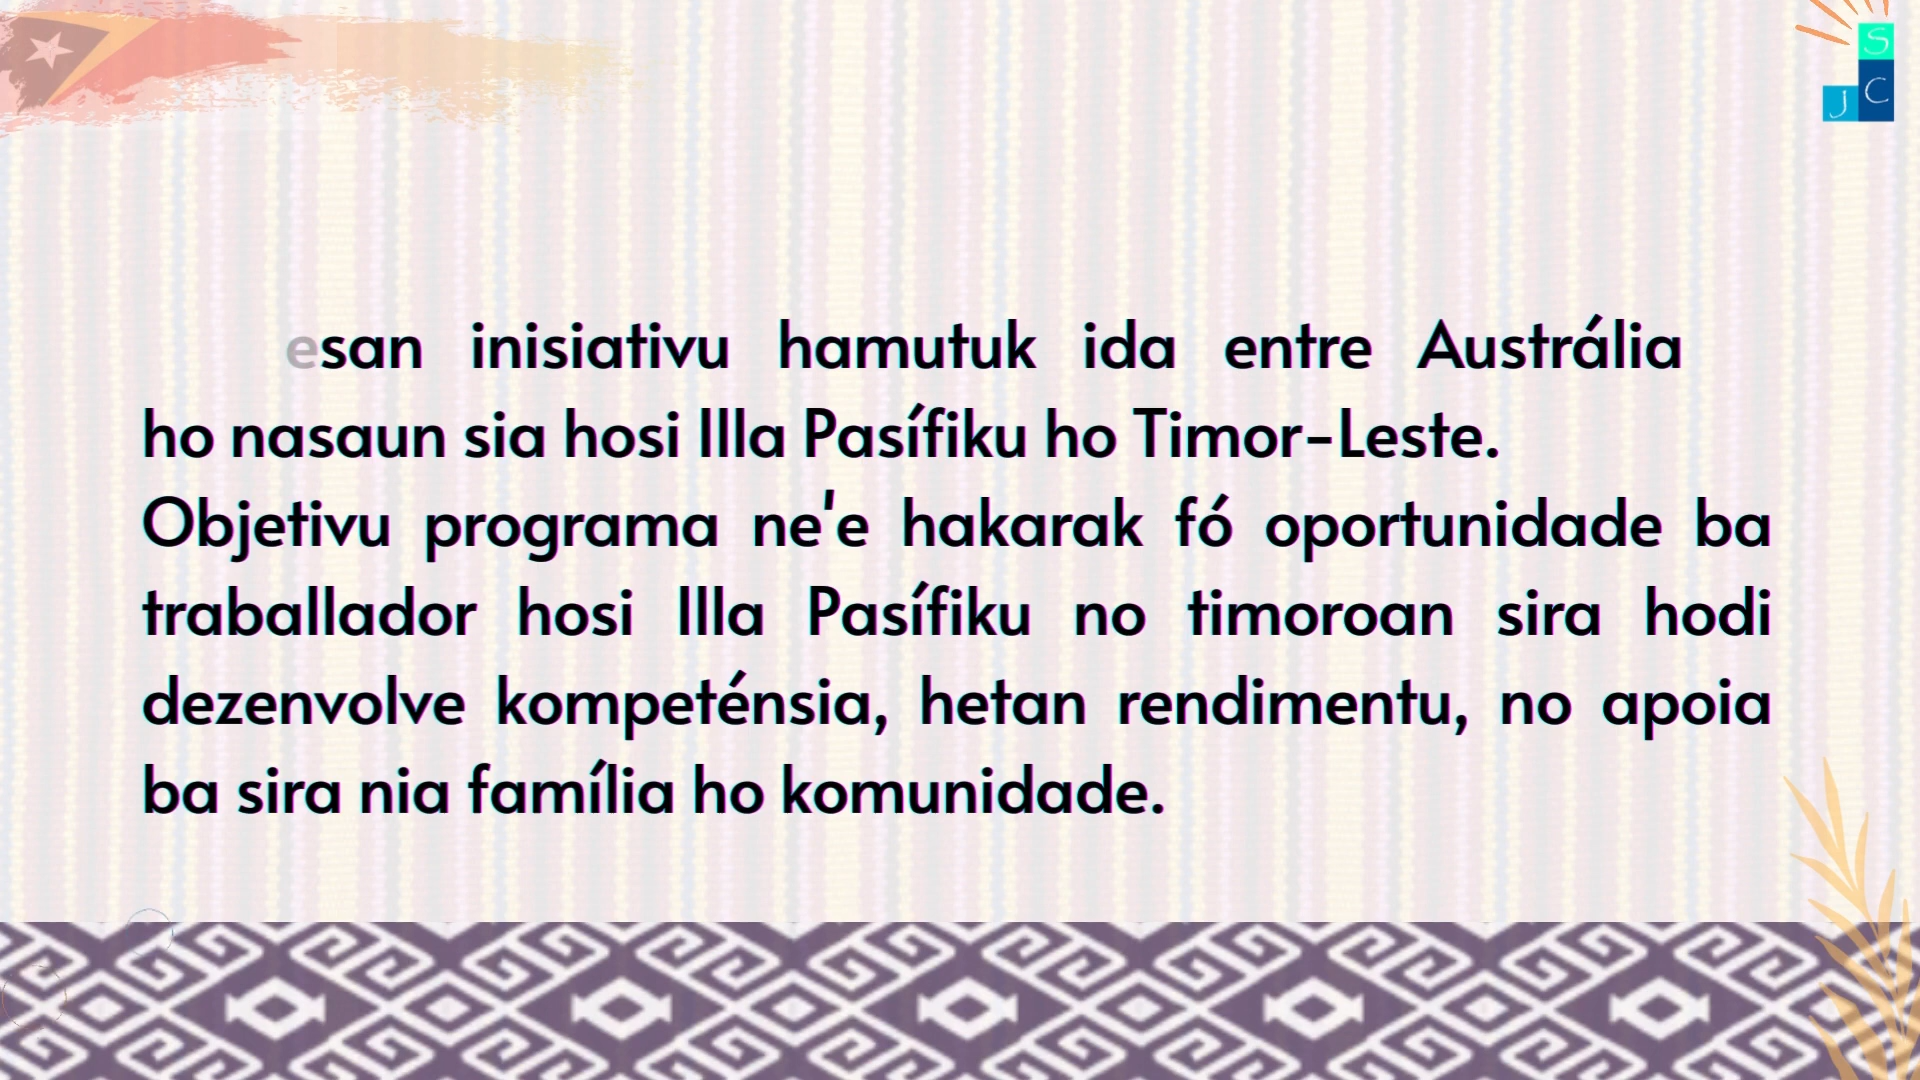 esan inisiativu hamutuk ida entre Austrália
ho nasaun sia hosi Illa Pasífiku ho Timor-Leste.
Objetivu programa ne'e hakarak fó oportunidade ba
traballador hosi Illa Pasífiku no timoroan sira hodi
dezenvolve kompeténsia, hetan rendimentu, no apoia
ba sira nia família ho komunidade.
S
J C